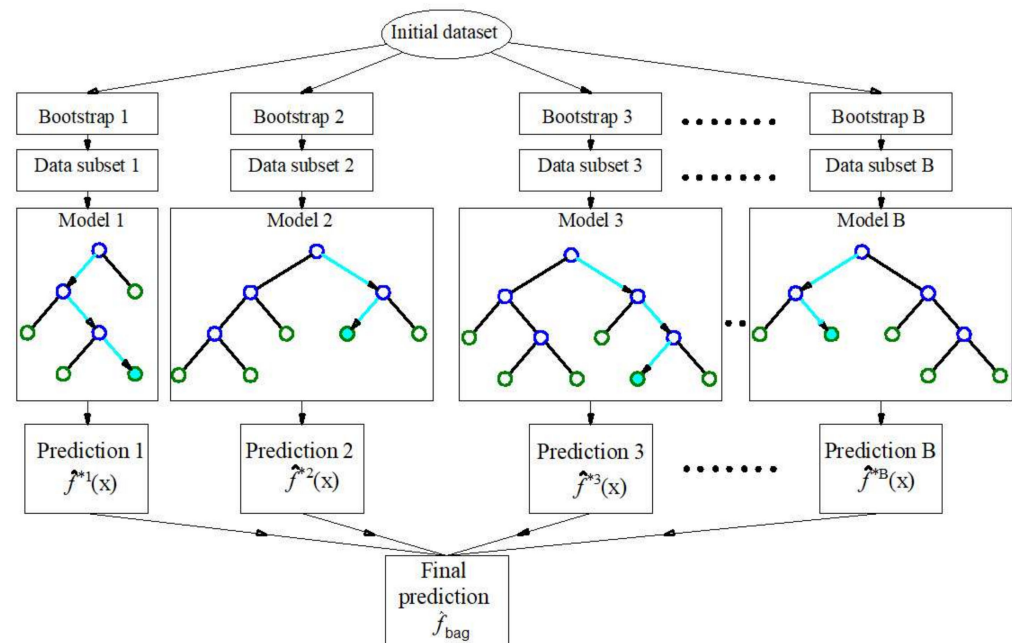 Initial dataset
Bootstrap 1
Bootstrap 2
Bootstrap 3
Bootstrap B
Data subset 1
Data subset 2
Data subset 3
Data subset B
Model 1
Model 2
Model 3
Model B
Prediction 1
f̂*1(x)
Prediction 2
f̂*2(x)
Prediction 3
f̂*3(x)
Prediction B
f̂*B(x)
Final
prediction
f̂bag